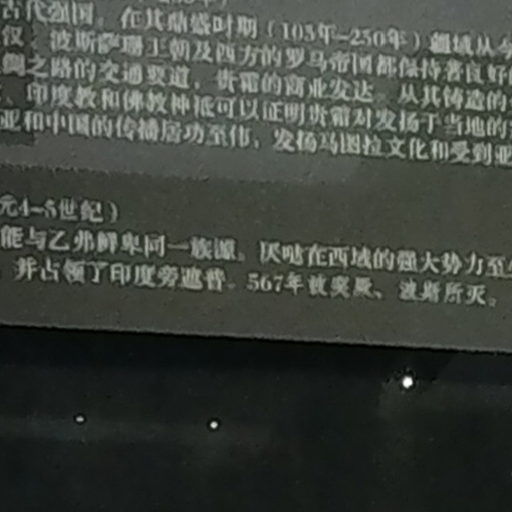 古代强国。在其鼎盛时期（105年-250年）疆域从今
汉、波斯萨珊王朝及西方的罗马帝国都保持著良好的
绸之路的交通要道，贵霜的商业发达。从其铸造的
、印度教和佛教神祗可以证明贵霜对发扬于当地的
亚和中国的传播居功至伟，发扬马图拉文化和受到亚
元4-5世纪）
能与乙弗鲜卑同一族源。厌哒在西域的强大势力至
并占领了印度旁遮普。567年被突厥、波斯所灭。